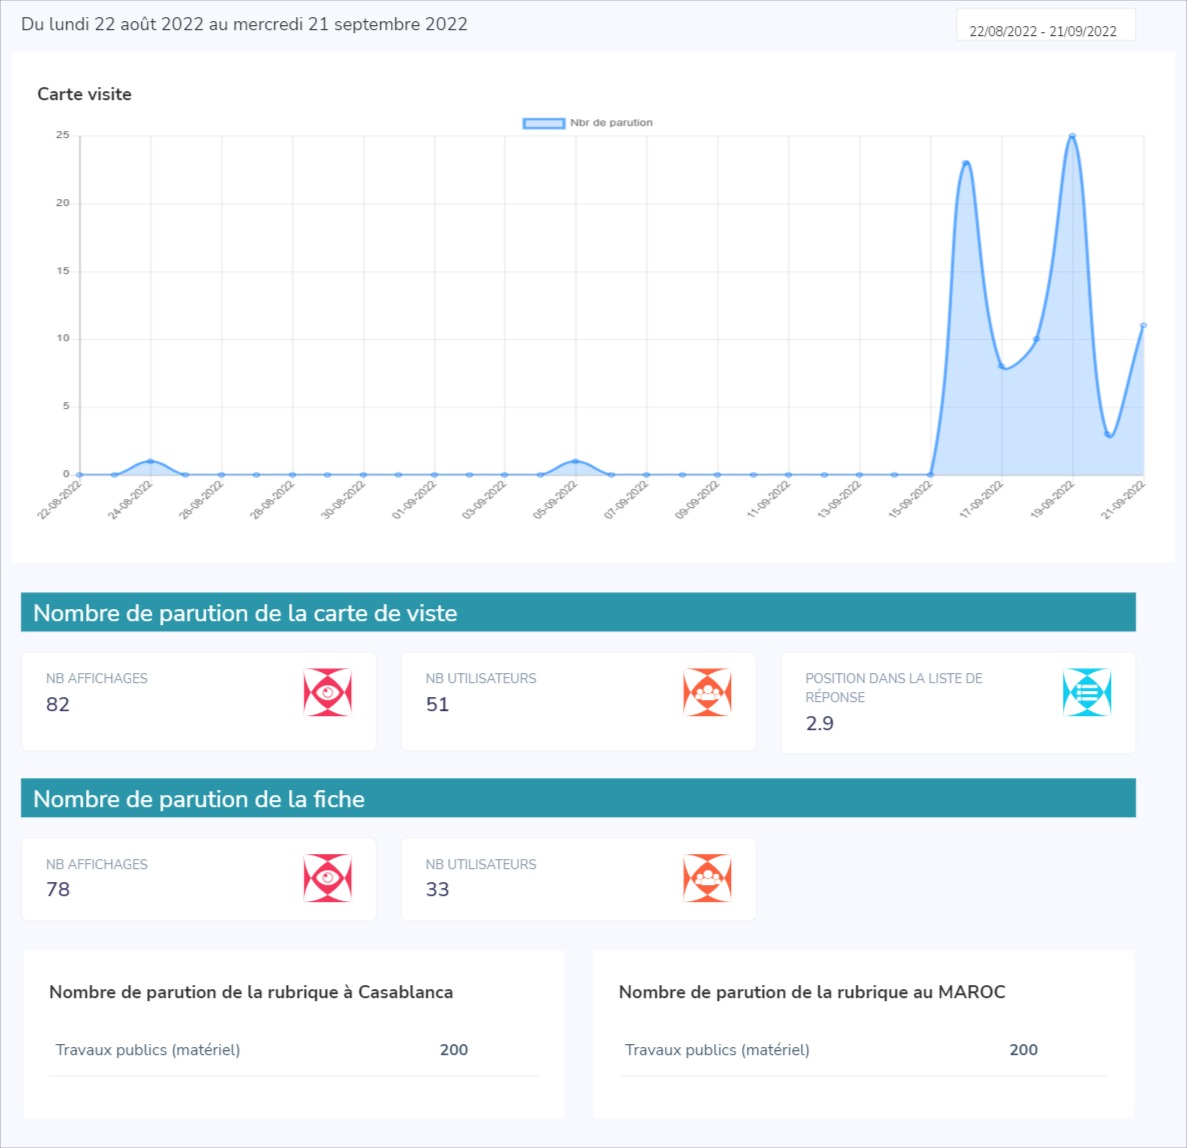 Du lundi 22 août 2022 au mercredi 21 septembre 2022
22/08/2022 - 21/09/2022
Carte visite
Nbr de parution
25
20
15
10
5
0
22-08-2022
24-08-2022
26-08-2022
28-08-2022
30-08-2022
01-09-2022
03-09-2022
05-09-2022
07-09-2022
09-09-2022
11-09-2022
13-09-2022
15-09-2022
17-09-2022
19-09-2022
21-09-2022
Nombre de parution de la carte de viste
NB AFFICHAGES
82
NB UTILISATEURS
51
POSITION DANS LA LISTE DE
RÉPONSE
2.9
Nombre de parution de la fiche
NB AFFICHAGES
78
NB UTILISATEURS
33
Nombre de parution de la rubrique à Casablanca
Travaux publics (matériel) 200
Nombre de parution de la rubrique au MAROC
Travaux publics (matériel) 200